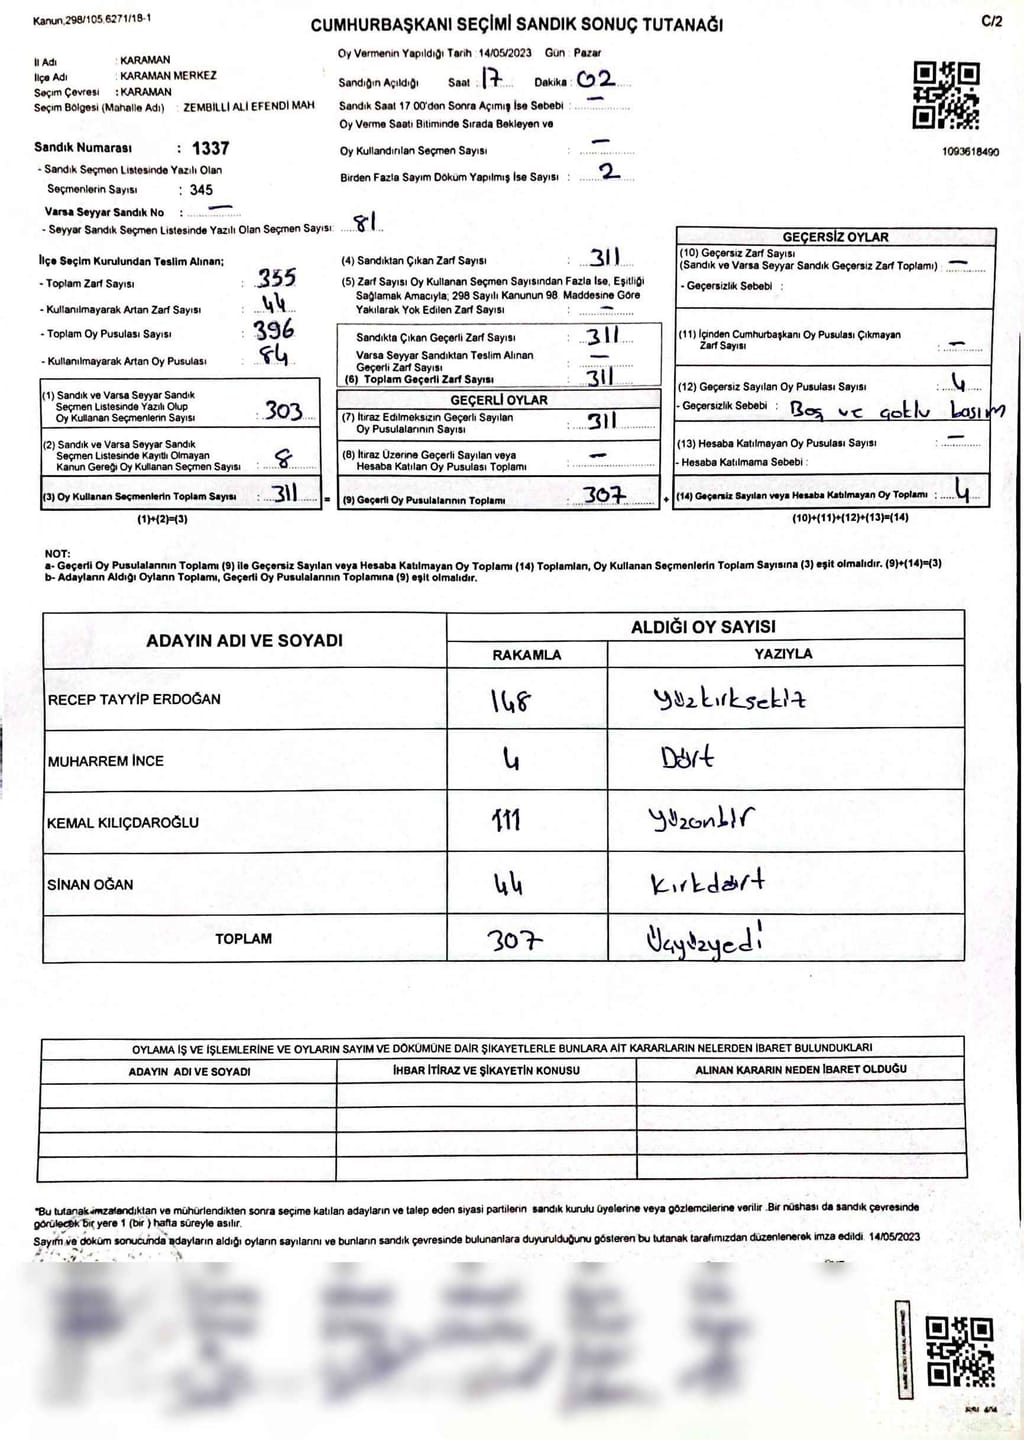 Kanun;298/105.6271/18-1
CUMHURBAŞKANI SEÇİMİ SANDIK SONUÇ TUTANAĞI
C/2
İl Adı : KARAMAN
İlçe Adı : KARAMAN MERKEZ
Seçim Çevresi : KARAMAN
Seçim Bölgesi (Mahalle Adı) : ZEMBİLLİ ALİ EFENDİ MAH
Sandık Numarası : 1337
- Sandık Seçmen Listesinde Yazılı Olan
Seçmenlerin Sayısı : 345
Varsa Seyyar Sandık No : —
- Seyyar Sandık Seçmen Listesinde Yazılı Olan Seçmen Sayısı: 81
Oy Vermenin Yapıldığı Tarih : 14/05/2023 Gün : Pazar
Sandığın Açıldığı Saat : 17 Dakika : 02
Sandık Saat 17 00'den Sonra Açımış İse Sebebi : —
Oy Verme Saati Bitiminde Sırada Bekleyen ve
Oy Kullandırılan Seçmen Sayısı : —
Birden Fazla Sayım Döküm Yapılmış İse Sayısı : 2
1093618490
İlçe Seçim Kurulundan Teslim Alınan;
- Toplam Zarf Sayısı : 355
- Kullanılmayarak Artan Zarf Sayısı : 44
- Toplam Oy Pusulası Sayısı : 396
- Kullanılmayarak Artan Oy Pusulası : 84
(1) Sandık ve Varsa Seyyar Sandık
Seçmen Listesinde Yazılı Olup
Oy Kullanan Seçmenlerin Sayısı : 303
(2) Sandık ve Varsa Seyyar Sandık
Seçmen Listesinde Kayıtlı Olmayan
Kanun Gereği Oy Kullanan Seçmen Sayısı : 8
(3) Oy Kullanan Seçmenlerin Toplam Sayısı : 311 =
(1)+(2)=(3)
(4) Sandıktan Çıkan Zarf Sayısı : 311
(5) Zarf Sayısı Oy Kullanan Seçmen Sayısından Fazla İse, Eşitliği
Sağlamak Amacıyla, 298 Sayılı Kanunun 98. Maddesine Göre
Yakılarak Yok Edilen Zarf Sayısı : —
Sandıkta Çıkan Geçerli Zarf Sayısı : 311
Varsa Seyyar Sandıktan Teslim Alınan
Geçerli Zarf Sayısı : —
(6) Toplam Geçerli Zarf Sayısı : 311
GEÇERLİ OYLAR
(7) İtiraz Edilmeksizin Geçerli Sayılan
Oy Pusulalarının Sayısı : 311
(8) İtiraz Üzerine Geçerli Sayılan veya
Hesaba Katılan Oy Pusulası Toplamı : —
(9) Geçerli Oy Pusulalarının Toplamı : 307 +
GEÇERSİZ OYLAR
(10) Geçersiz Zarf Sayısı
(Sandık ve Varsa Seyyar Sandık Geçersiz Zarf Toplamı) : —
- Geçersizlik Sebebi :
(11) İçinden Cumhurbaşkanı Oy Pusulası Çıkmayan
Zarf Sayısı : —
(12) Geçersiz Sayılan Oy Pusulası Sayısı : 4
- Geçersizlik Sebebi : Boş ve çoklu basım
(13) Hesaba Katılmayan Oy Pusulası Sayısı : —
- Hesaba Katılmama Sebebi :
(14) Geçersiz Sayılan veya Hesaba Katılmayan Oy Toplamı : 4
(10)+(11)+(12)+(13)=(14)
NOT:
a- Geçerli Oy Pusulalarının Toplamı (9) ile Geçersiz Sayılan veya Hesaba Katılmayan Oy Toplamı (14) Toplamları, Oy Kullanan Seçmenlerin Toplam Sayısına (3) eşit olmalıdır. (9)+(14)=(3)
b- Adayların Aldığı Oyların Toplamı, Geçerli Oy Pusulalarının Toplamına (9) eşit olmalıdır.
ADAYIN ADI VE SOYADI
ALDIĞI OY SAYISI
RAKAMLA YAZIYLA
RECEP TAYYİP ERDOĞAN 148 Yüzkırksekiz
MUHARREM İNCE 4 Dört
KEMAL KILIÇDAROĞLU 111 Yüzonbir
SİNAN OĞAN 44 Kırkdört
TOPLAM 307 Üçyüzyedi
OYLAMA İŞ VE İŞLEMLERİNE VE OYLARIN SAYIM VE DÖKÜMÜNE DAİR ŞİKAYETLERLE BUNLARA AİT KARARLARIN NELERDEN İBARET BULUNDUKLARI
ADAYIN ADI VE SOYADI İHBAR İTİRAZ VE ŞİKAYETİN KONUSU ALINAN KARARIN NEDEN İBARET OLDUĞU
*Bu tutanak imzalandıktan ve mühürlendikten sonra seçime katılan adayların ve talep eden siyasi partilerin sandık kurulu üyelerine veya gözlemcilerine verilir .Bir nüshası da sandık çevresinde
görülecek bir yere 1 (bir ) hafta süreyle asılır.
Sayım ve döküm sonucunda adayların aldığı oyların sayılarını ve bunların sandık çevresinde bulunanlara duyurulduğunu gösteren bu tutanak tarafımızdan düzenlenerek imza edildi. 14/05/2023